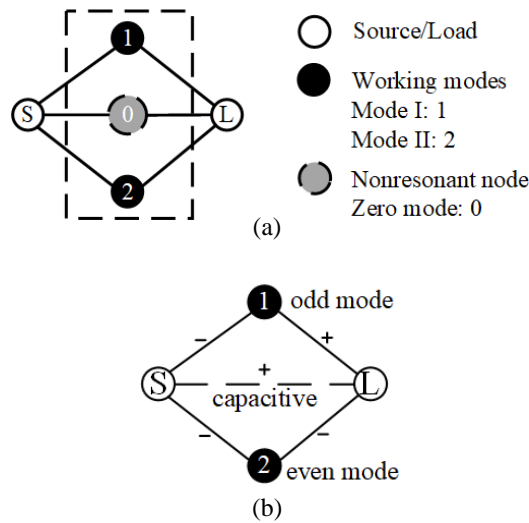 1
S
0
L
2
(a)
Source/Load
Working modes
Mode I: 1
Mode II: 2
Nonresonant node
Zero mode: 0
1 odd mode
− +
+
S L
capacitive
− −
2 even mode
(b)